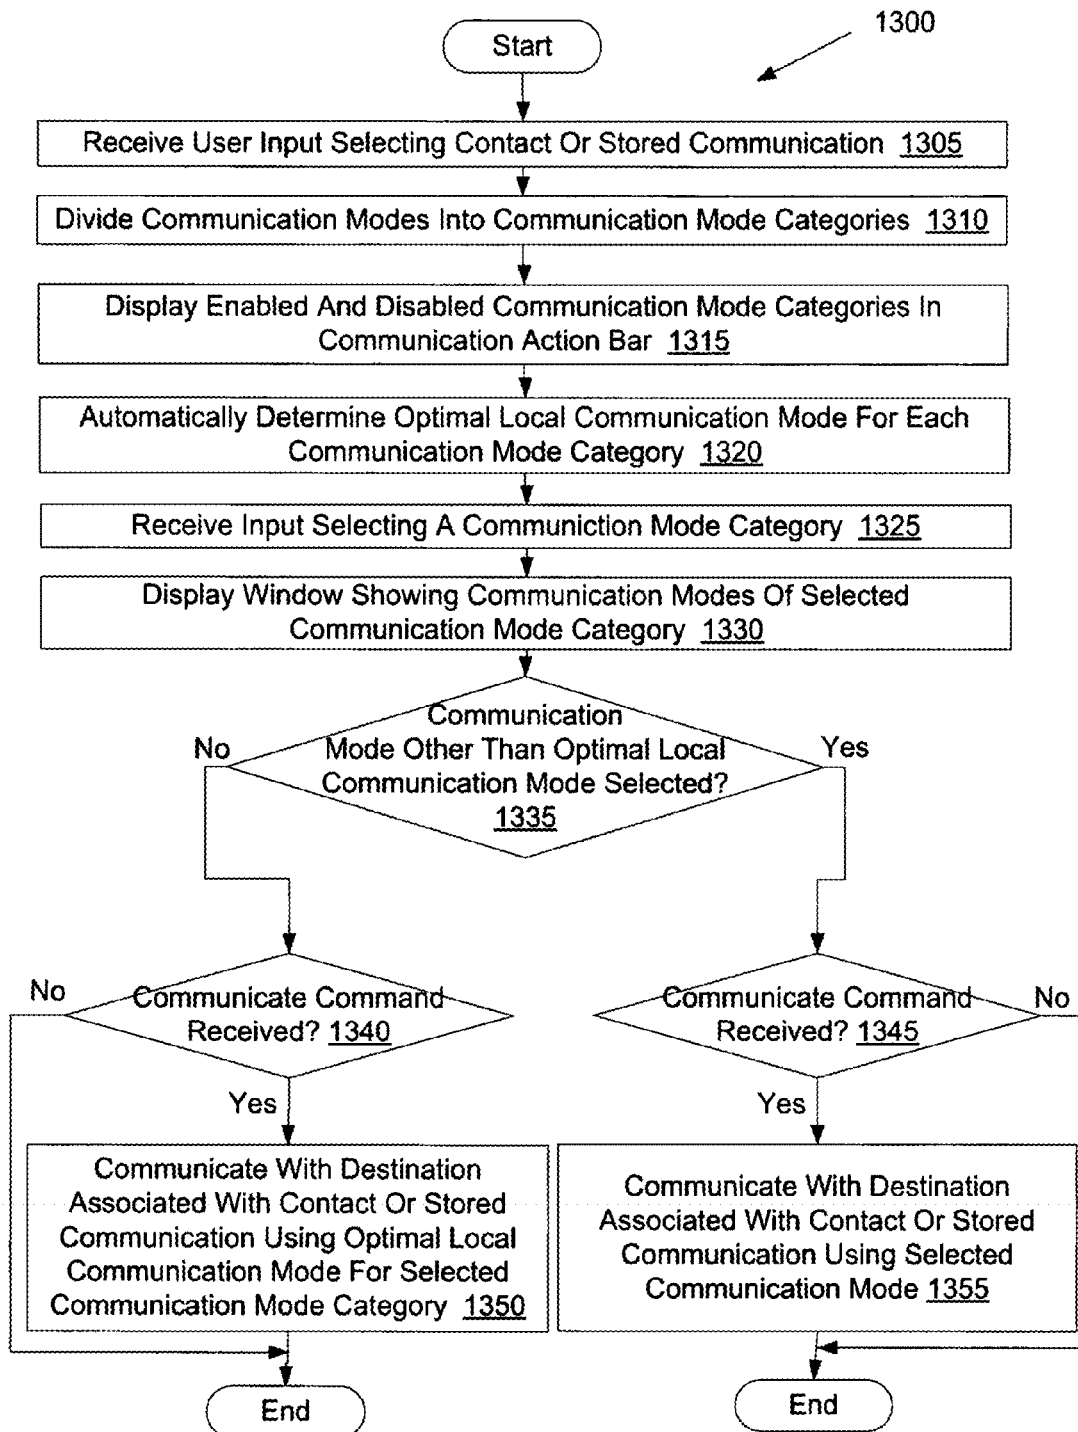 1300
Start
Receive User Input Selecting Contact Or Stored Communication 1305
Divide Communication Modes Into Communication Mode Categories 1310
Display Enabled And Disabled Communication Mode Categories In
Communication Action Bar 1315
Automatically Determine Optimal Local Communication Mode For Each
Communication Mode Category 1320
Receive Input Selecting A Communiction Mode Category 1325
Display Window Showing Communication Modes Of Selected
Communication Mode Category 1330
Communication
Mode Other Than Optimal Local
Communication Mode Selected?
1335
No
Yes
No
Communicate Command
Received? 1340
Yes
Communicate Command
Received? 1345
No
Yes
Communicate With Destination
Associated With Contact Or Stored
Communication Using Optimal Local
Communication Mode For Selected
Communication Mode Category 1350
Communicate With Destination
Associated With Contact Or Stored
Communication Using Selected
Communication Mode 1355
End
End